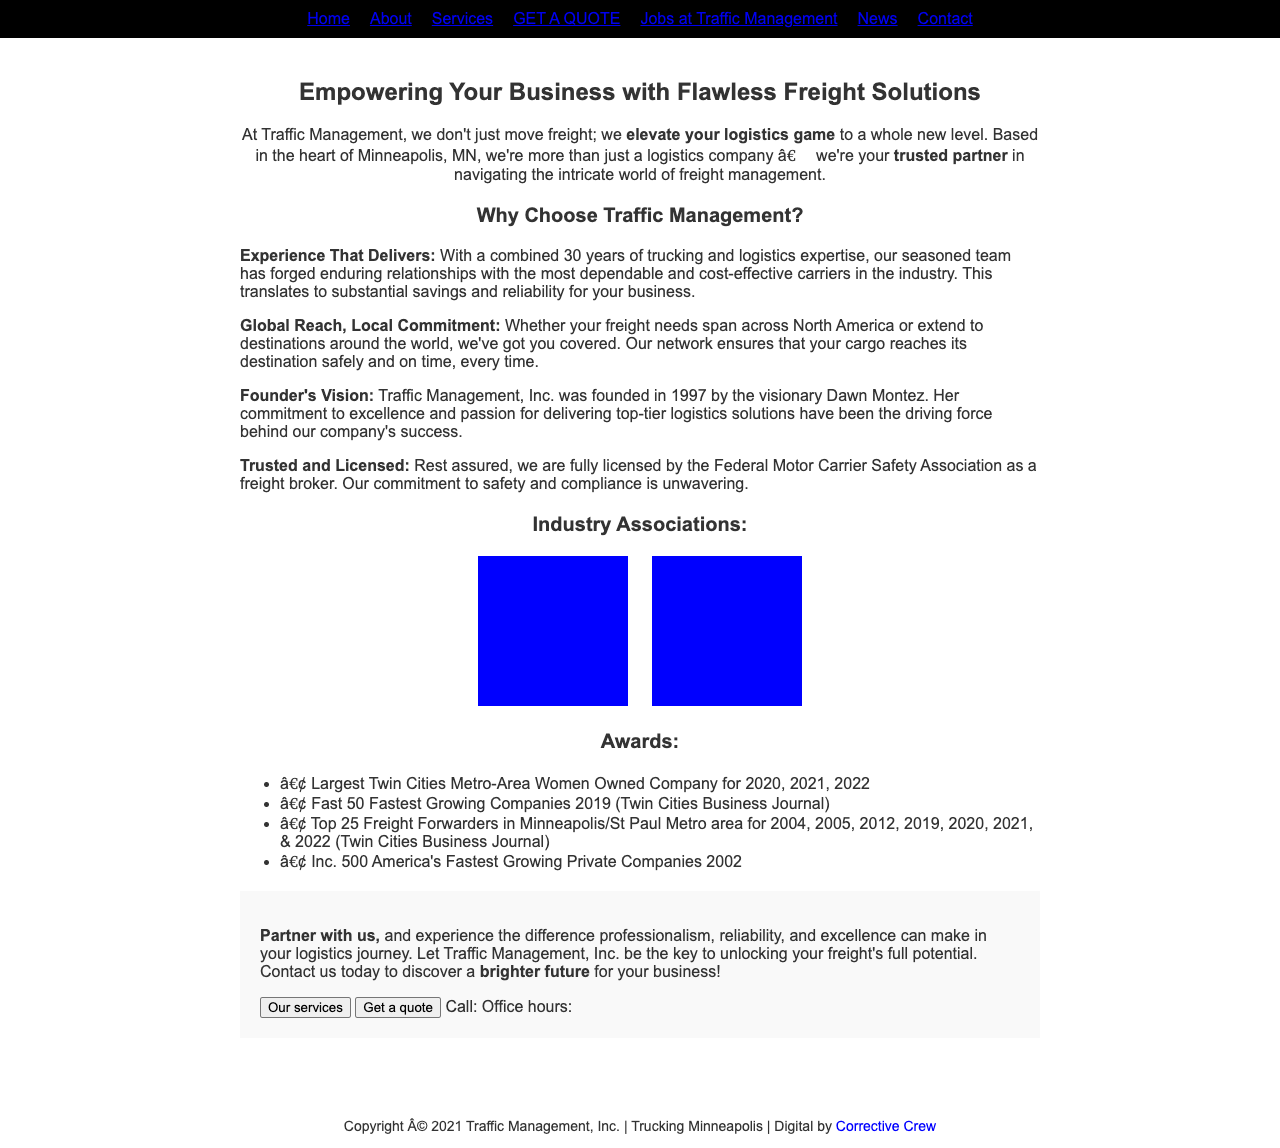 Home About Services GET A QUOTE Jobs at Traffic Management News Contact
Empowering Your Business with Flawless Freight Solutions
At Traffic Management, we don't just move freight; we elevate your logistics game to a whole new level. Based
in the heart of Minneapolis, MN, we're more than just a logistics company â€ we're your trusted partner in
navigating the intricate world of freight management.
Why Choose Traffic Management?
Experience That Delivers: With a combined 30 years of trucking and logistics expertise, our seasoned team
has forged enduring relationships with the most dependable and cost-effective carriers in the industry. This
translates to substantial savings and reliability for your business.
Global Reach, Local Commitment: Whether your freight needs span across North America or extend to
destinations around the world, we've got you covered. Our network ensures that your cargo reaches its
destination safely and on time, every time.
Founder's Vision: Traffic Management, Inc. was founded in 1997 by the visionary Dawn Montez. Her
commitment to excellence and passion for delivering top-tier logistics solutions have been the driving force
behind our company's success.
Trusted and Licensed: Rest assured, we are fully licensed by the Federal Motor Carrier Safety Association as a
freight broker. Our commitment to safety and compliance is unwavering.
Industry Associations:
Awards:
• â€¢ Largest Twin Cities Metro-Area Women Owned Company for 2020, 2021, 2022
• â€¢ Fast 50 Fastest Growing Companies 2019 (Twin Cities Business Journal)
• â€¢ Top 25 Freight Forwarders in Minneapolis/St Paul Metro area for 2004, 2005, 2012, 2019, 2020, 2021,
& 2022 (Twin Cities Business Journal)
• â€¢ Inc. 500 America's Fastest Growing Private Companies 2002
Partner with us, and experience the difference professionalism, reliability, and excellence can make in
your logistics journey. Let Traffic Management, Inc. be the key to unlocking your freight's full potential.
Contact us today to discover a brighter future for your business!
Our services Get a quote Call: Office hours:
Copyright Â© 2021 Traffic Management, Inc. | Trucking Minneapolis | Digital by Corrective Crew